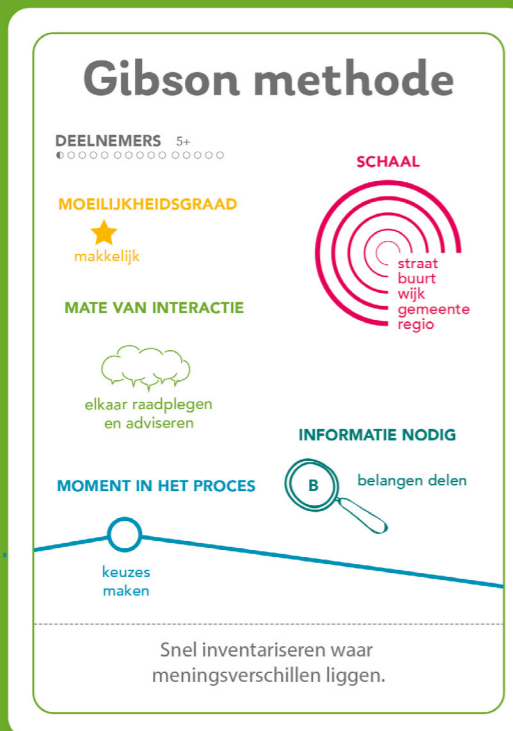 Gibson methode
DEELNEMERS 5+
SCHAAL
straat
buurt
wijk
gemeente
regio
MOEILIJKHEIDSGRAAD
makkelijk
MATE VAN INTERACTIE
elkaar raadplegen
en adviseren
INFORMATIE NODIG
B
belangen delen
MOMENT IN HET PROCES
keuzes
maken
Snel inventariseren waar
meningsverschillen liggen.